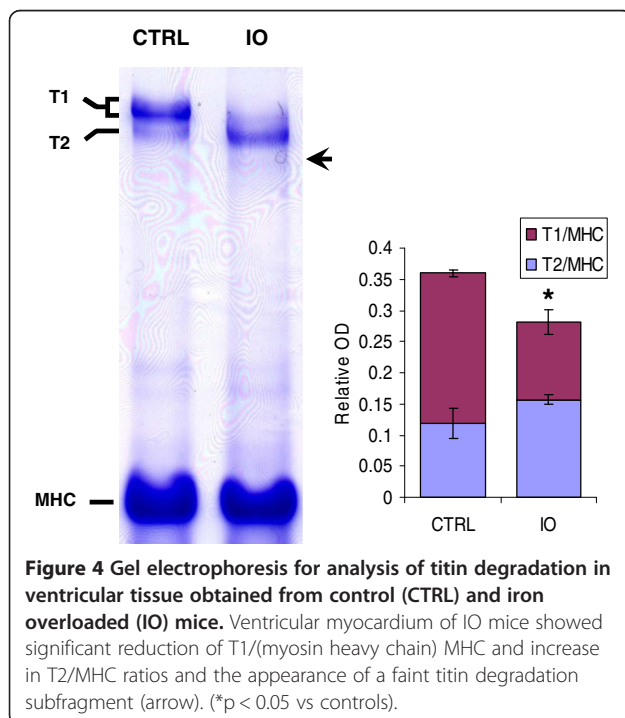 CTRL IO
T1
T2
MHC
T1/MHC
T2/MHC
0.4
0.35
0.3
0.25
0.2
0.15
0.1
0.05
0
Relative OD
*
CTRL IO
Figure 4 Gel electrophoresis for analysis of titin degradation in
ventricular tissue obtained from control (CTRL) and iron
overloaded (IO) mice. Ventricular myocardium of IO mice showed
significant reduction of T1/(myosin heavy chain) MHC and increase
in T2/MHC ratios and the appearance of a faint titin degradation
subfragment (arrow). (*p < 0.05 vs controls).